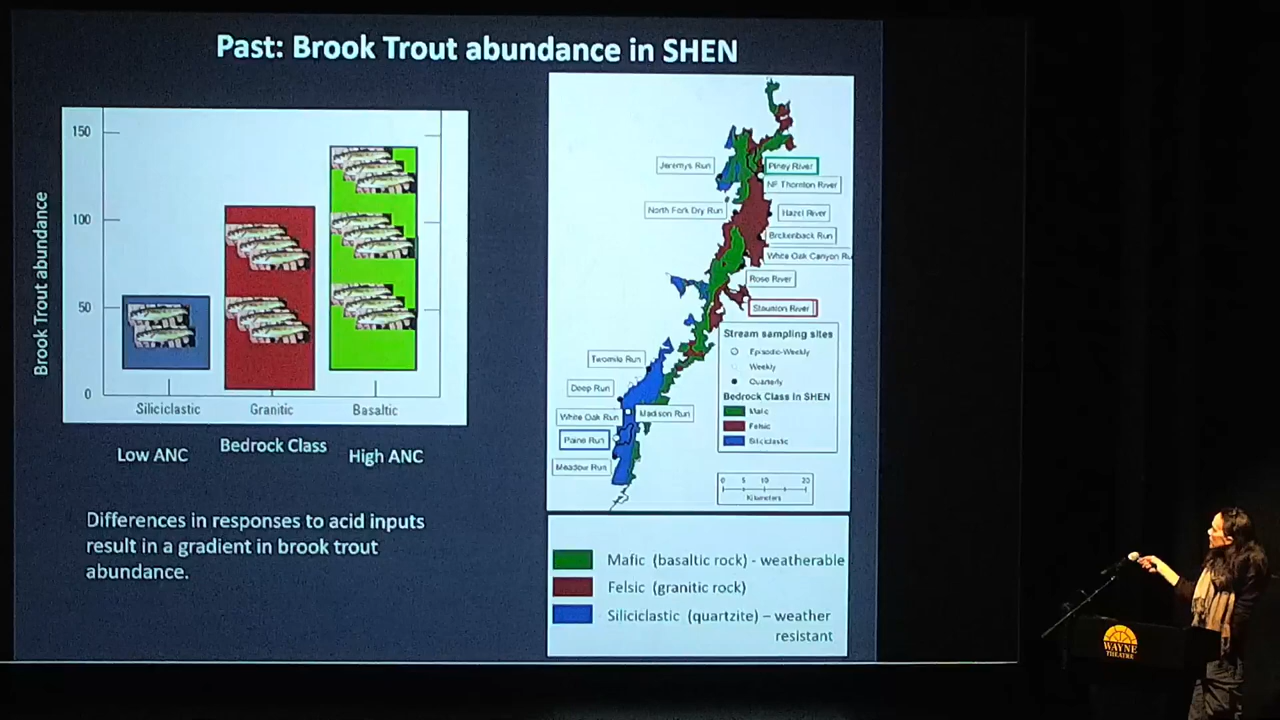 Past: Brook Trout abundance in SHEN
Brook Trout abundance
150
100
50
0
Siliciclastic
Granitic
Basaltic
Low ANC
Bedrock Class
High ANC
Differences in responses to acid inputs
result in a gradient in brook trout
abundance.
Jeremys Run
Piney River
NF Thornton River
North Fork Dry Run
Hazel River
Brokenback Run
White Oak Canyon Ru
Rose River
Staunton River
Twomile Run
Deep Run
White Oak Run
Madison Run
Paine Run
Meadow Run
Stream sampling sites
Episodic-Weekly
Weekly
Quarterly
Bedrock Class in SHEN
Mafic
Felsic
Siliciclastic
0 5 10 20
Kilometers
Mafic (basaltic rock) - weatherable
Felsic (granitic rock)
Siliciclastic (quartzite) – weather
resistant
WAYNE
THEATRE